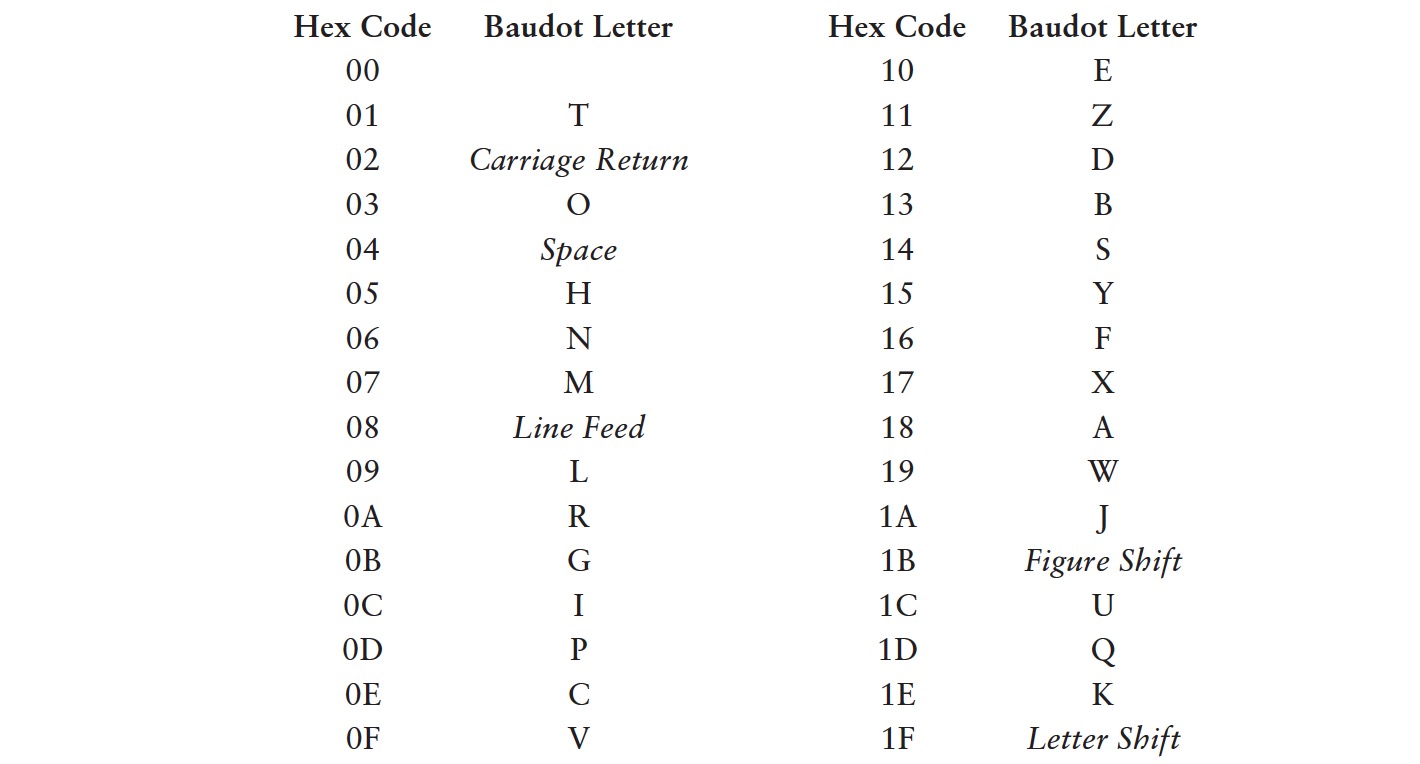 Hex Code Baudot Letter Hex Code Baudot Letter
00 10 E
01 T 11 Z
02 Carriage Return 12 D
03 O 13 B
04 Space 14 S
05 H 15 Y
06 N 16 F
07 M 17 X
08 Line Feed 18 A
09 L 19 W
0A R 1A J
0B G 1B Figure Shift
0C I 1C U
0D P 1D Q
0E C 1E K
0F V 1F Letter Shift